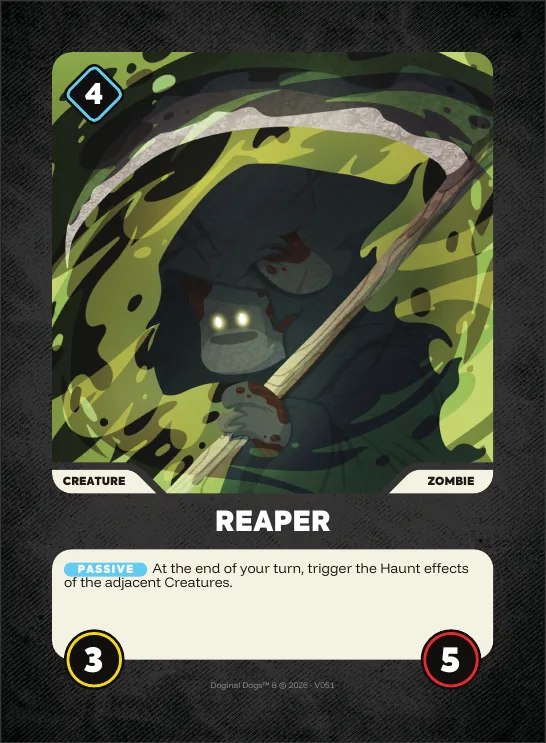 4
CREATURE
ZOMBIE
REAPER
PASSIVE At the end of your turn, trigger the Haunt effects
of the adjacent Creatures.
3
5
Doginal Dogs™ & © 2026 · V051